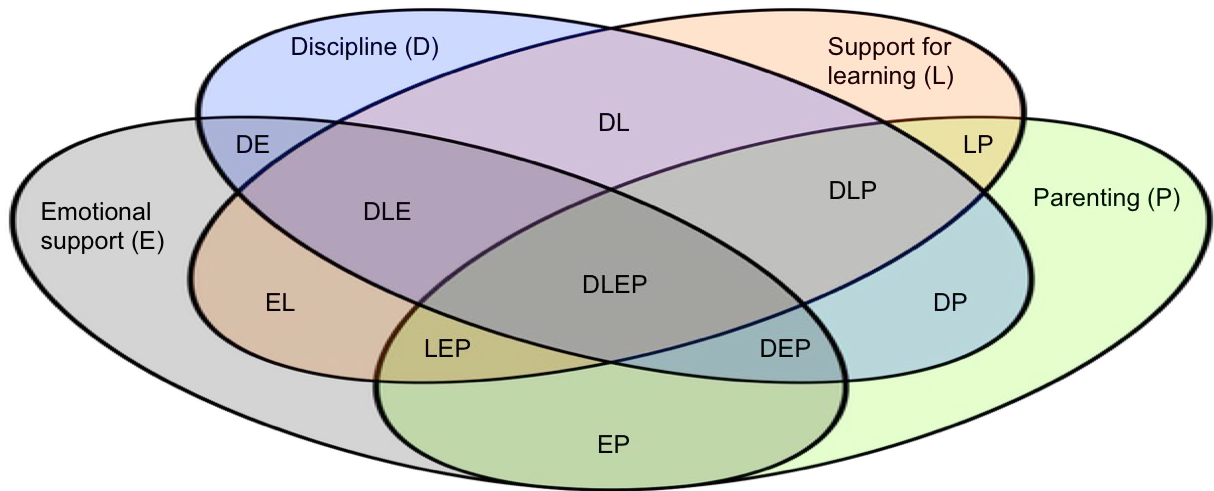 Discipline (D)
Support for
learning (L)
DL
DE
LP
DLP
Parenting (P)
Emotional
support (E)
DLE
DLEP
EL
DP
LEP
DEP
EP